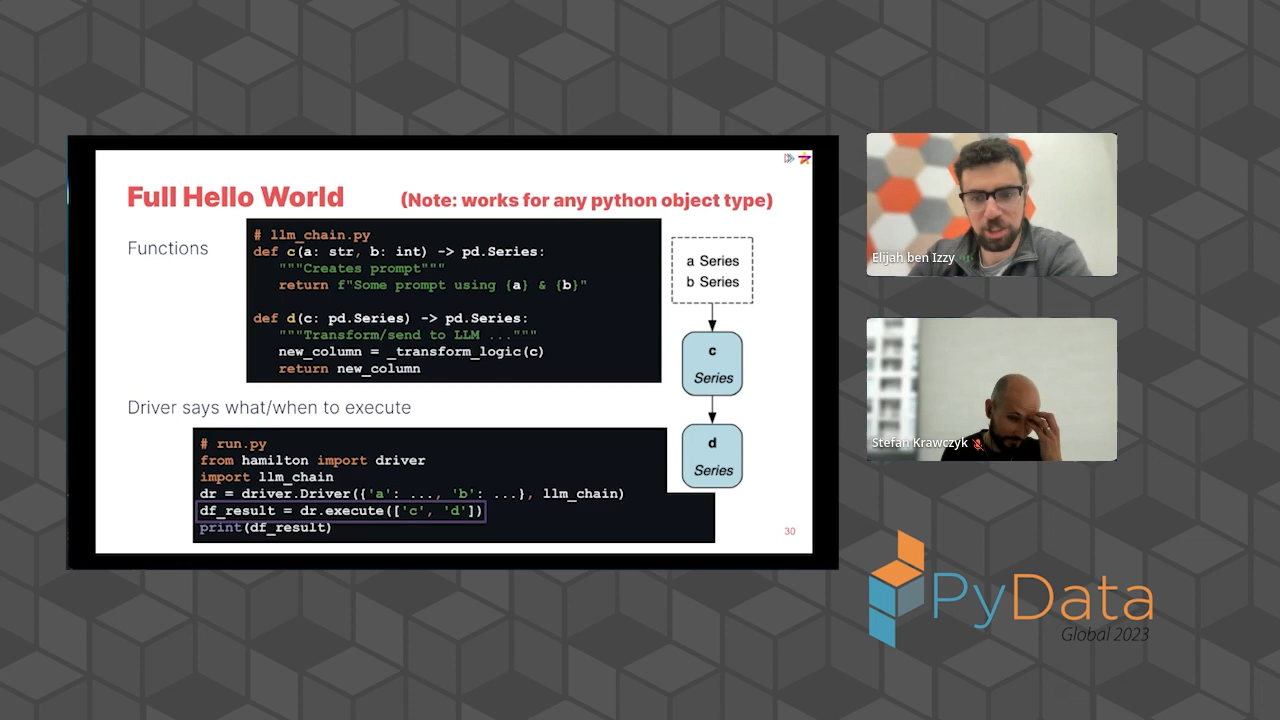 Full Hello World
(Note: works for any python object type)
Functions
# llm_chain.py
def c(a: str, b: int) -> pd.Series:
"""Creates prompt"""
return f"Some prompt using {a} & {b}"
def d(c: pd.Series) -> pd.Series:
"""Transform/send to LLM ..."""
new_column = _transform_logic(c)
return new_column
a Series
b Series
c
Series
d
Series
Driver says what/when to execute
# run.py
from hamilton import driver
import llm_chain
dr = driver.Driver({'a': ..., 'b': ...}, llm_chain)
df_result = dr.execute(['c', 'd'])
print(df_result)
30
Elijah ben Izzy
Stefan Krawczyk
PyData
Global 2023